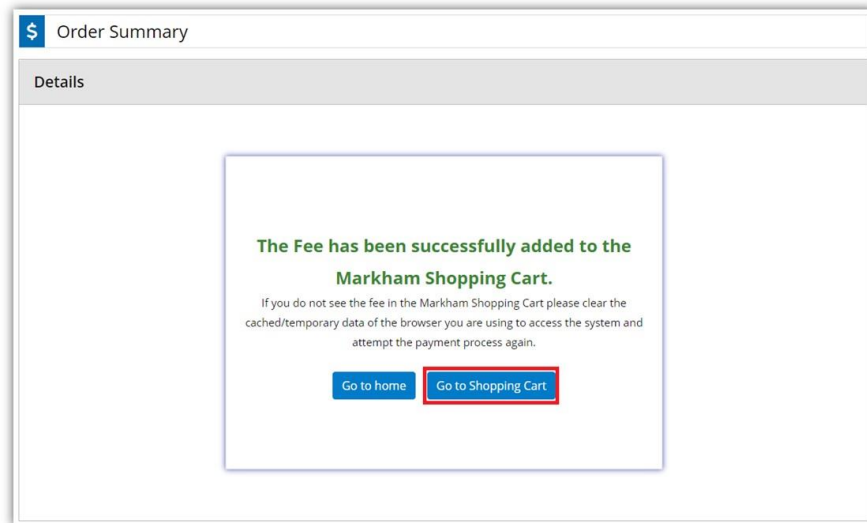 $ Order Summary
Details
The Fee has been successfully added to the
Markham Shopping Cart.
If you do not see the fee in the Markham Shopping Cart please clear the
cached/temporary data of the browser you are using to access the system and
attempt the payment process again.
Go to home Go to Shopping Cart